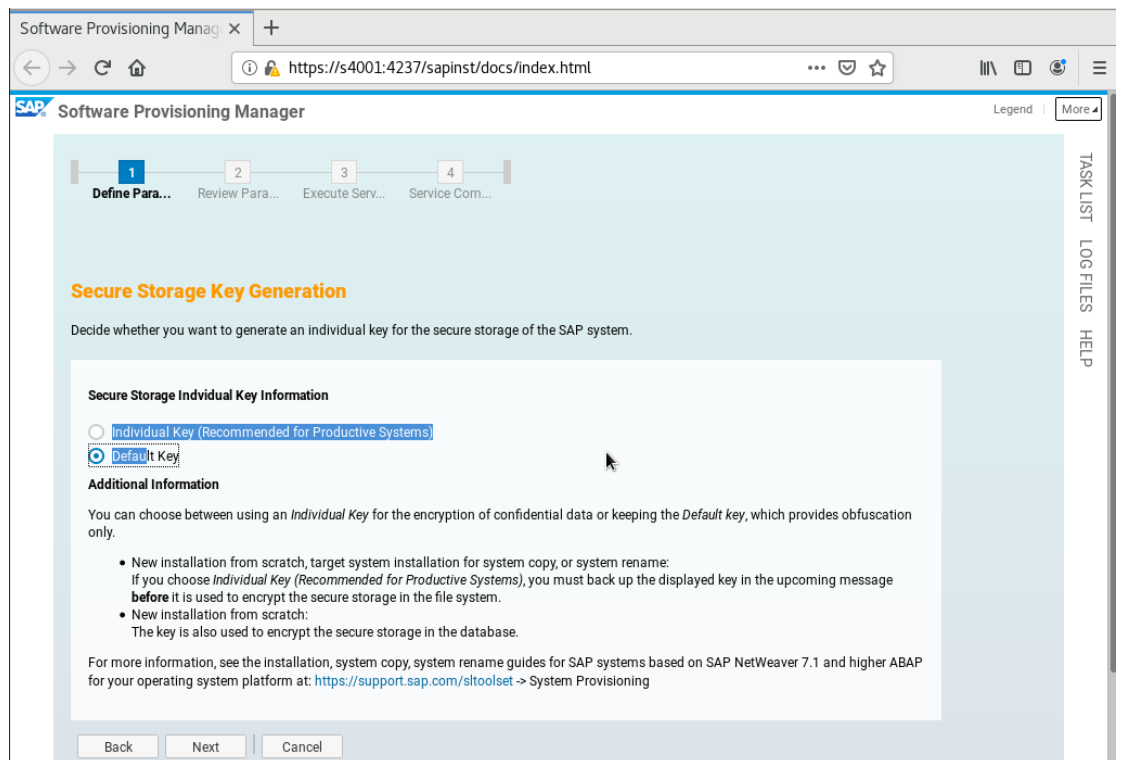 Software Provisioning Manag
https://s4001:4237/sapinst/docs/index.html
SAP Software Provisioning Manager
Legend
More
1
2
3
4
Define Para...
Review Para...
Execute Serv...
Service Com...
TASK LIST
LOG FILES
HELP
Secure Storage Key Generation
Decide whether you want to generate an individual key for the secure storage of the SAP system.
Secure Storage Indvidual Key Information
Individual Key (Recommended for Productive Systems)
Default Key
Additional Information
You can choose between using an Individual Key for the encryption of confidential data or keeping the Default key, which provides obfuscation
only.
• New installation from scratch, target system installation for system copy, or system rename:
If you choose Individual Key (Recommended for Productive Systems), you must back up the displayed key in the upcoming message
before it is used to encrypt the secure storage in the file system.
• New installation from scratch:
The key is also used to encrypt the secure storage in the database.
For more information, see the installation, system copy, system rename guides for SAP systems based on SAP NetWeaver 7.1 and higher ABAP
for your operating system platform at: https://support.sap.com/sltoolset -> System Provisioning
Back
Next
Cancel